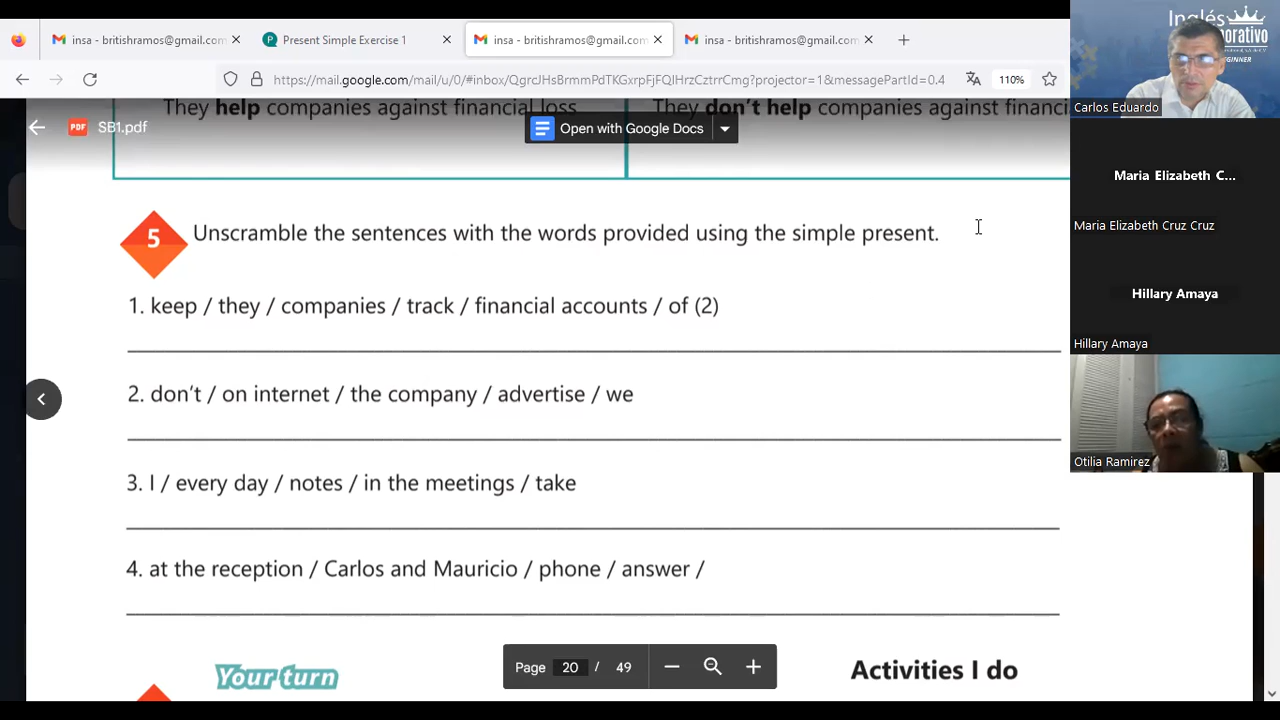 insa - britishramos@gmail.com
Present Simple Exercise 1
insa - britishramos@gmail.com
insa - britishramos@gmail.com
https://mail.google.com/mail/u/0/#inbox/QgrcJHsBrmmPdTKGxrpFjFQIHrzCztrrCmg?projector=1&messagePartId=0.4
110%
They help companies against financial loss
They don't help companies against financi
PDF SB1.pdf
Open with Google Docs
5 Unscramble the sentences with the words provided using the simple present.
1. keep / they / companies / track / financial accounts / of (2)
2. don't / on internet / the company / advertise / we
3. I / every day / notes / in the meetings / take
4. at the reception / Carlos and Mauricio / phone / answer /
Your turn
Activities I do
Page 20 / 49
Carlos Eduardo
Maria Elizabeth C...
Maria Elizabeth Cruz Cruz
Hillary Amaya
Hillary Amaya
Otilia Ramirez